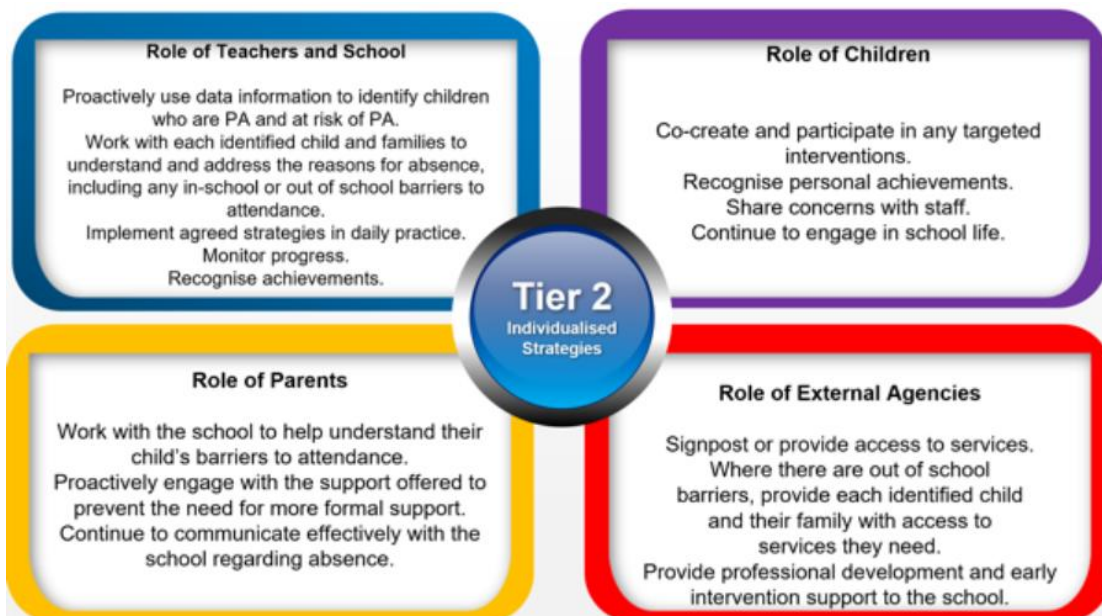 Role of Teachers and School
Proactively use data information to identify children
who are PA and at risk of PA.
Work with each identified child and families to
understand and address the reasons for absence,
including any in-school or out of school barriers to
attendance.
Implement agreed strategies in daily practice.
Monitor progress.
Recognise achievements.
Role of Children
Co-create and participate in any targeted
interventions.
Recognise personal achievements.
Share concerns with staff.
Continue to engage in school life.
Tier 2
Individualised
Strategies
Role of Parents
Work with the school to help understand their
child's barriers to attendance.
Proactively engage with the support offered to
prevent the need for more formal support.
Continue to communicate effectively with the
school regarding absence.
Role of External Agencies
Signpost or provide access to services.
Where there are out of school
barriers, provide each identified child
and their family with access to
services they need.
Provide professional development and early
intervention support to the school.